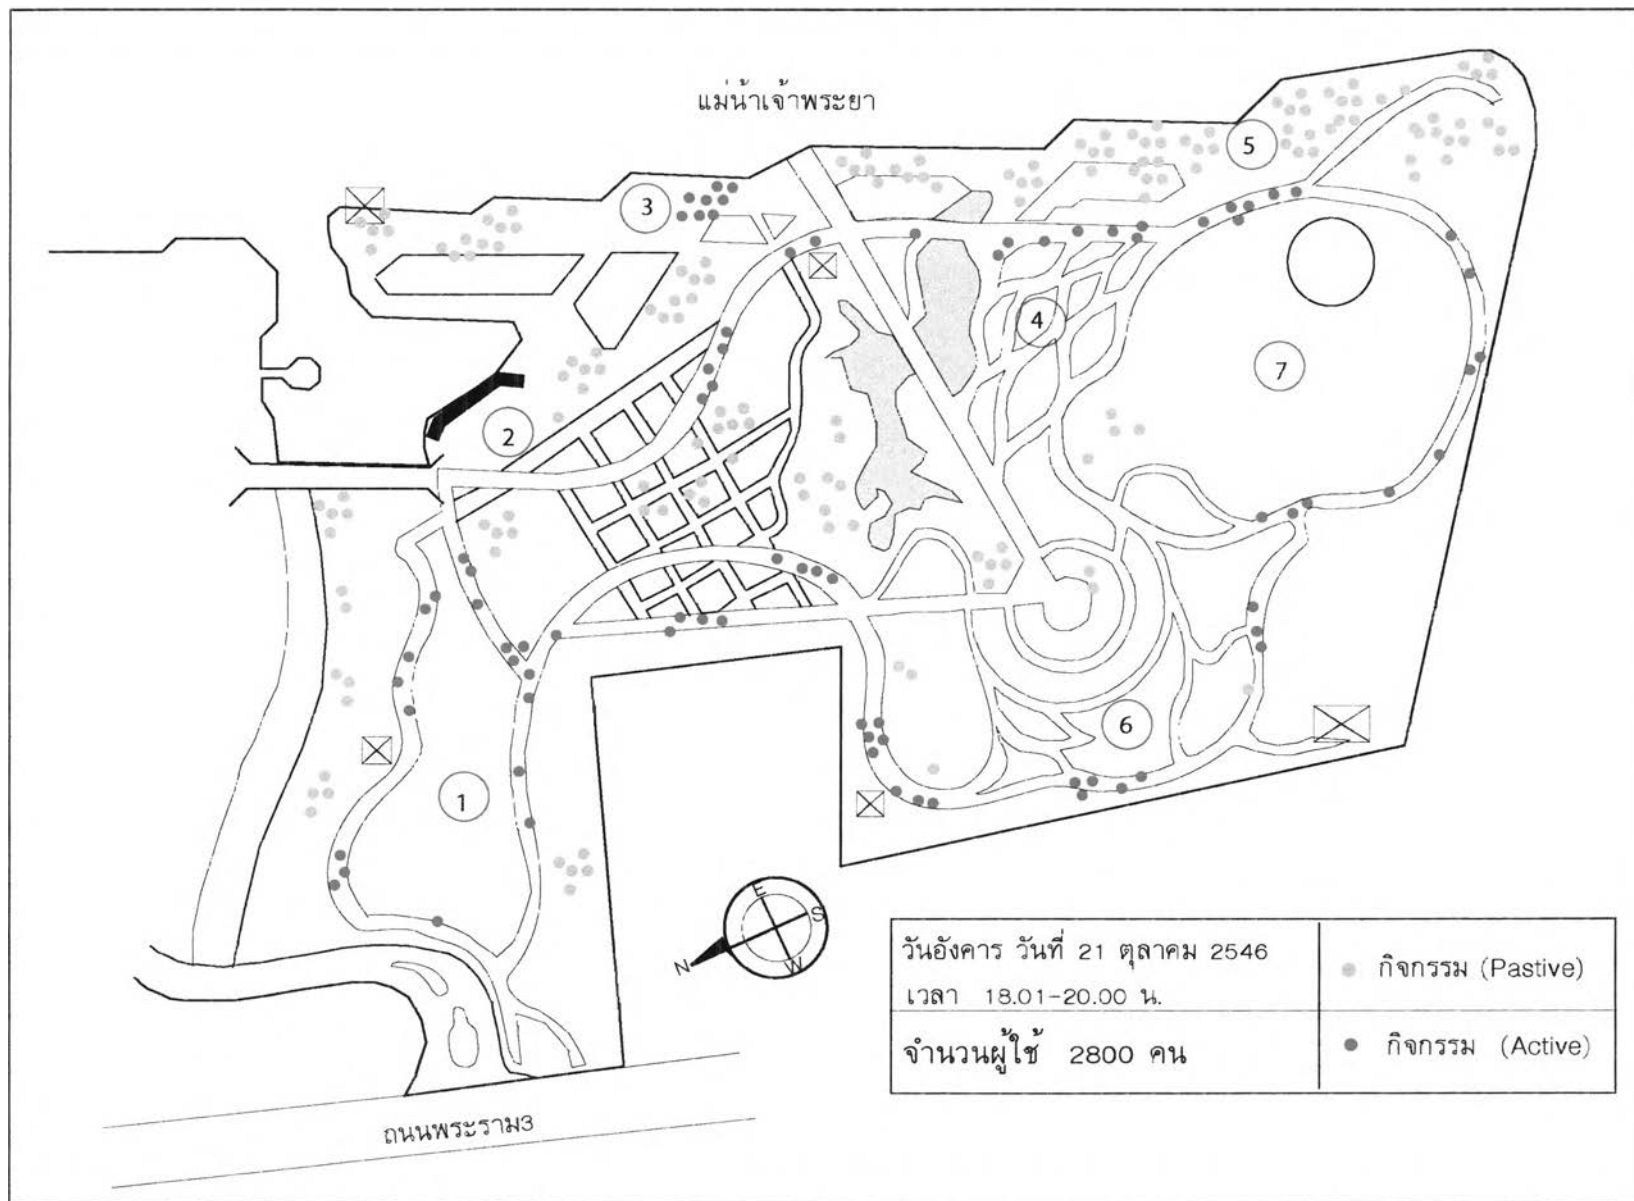 แม่น้ำเจ้าพระยา
5
3
4
7
2
6
1
E
S
N
W
วันอังคาร วันที่ 21 ตุลาคม 2546
เวลา 18.01-20.00 น.
จำนวนผู้ใช้ 2800 คน
กิจกรรม (Pastive)
กิจกรรม (Active)
ถนนพระราม3